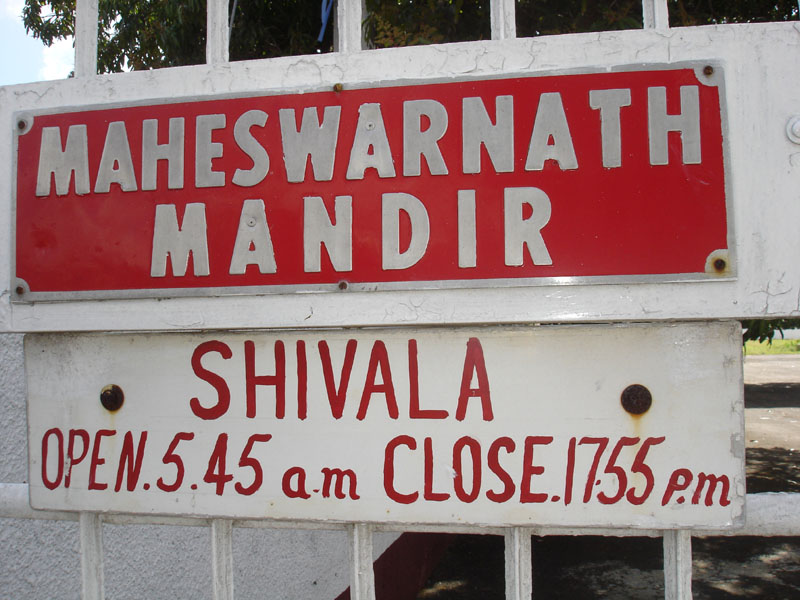 MAHESWARNATH
MANDIR
SHIVALA
OPEN.5.45 a.m CLOSE.17.55 P.m